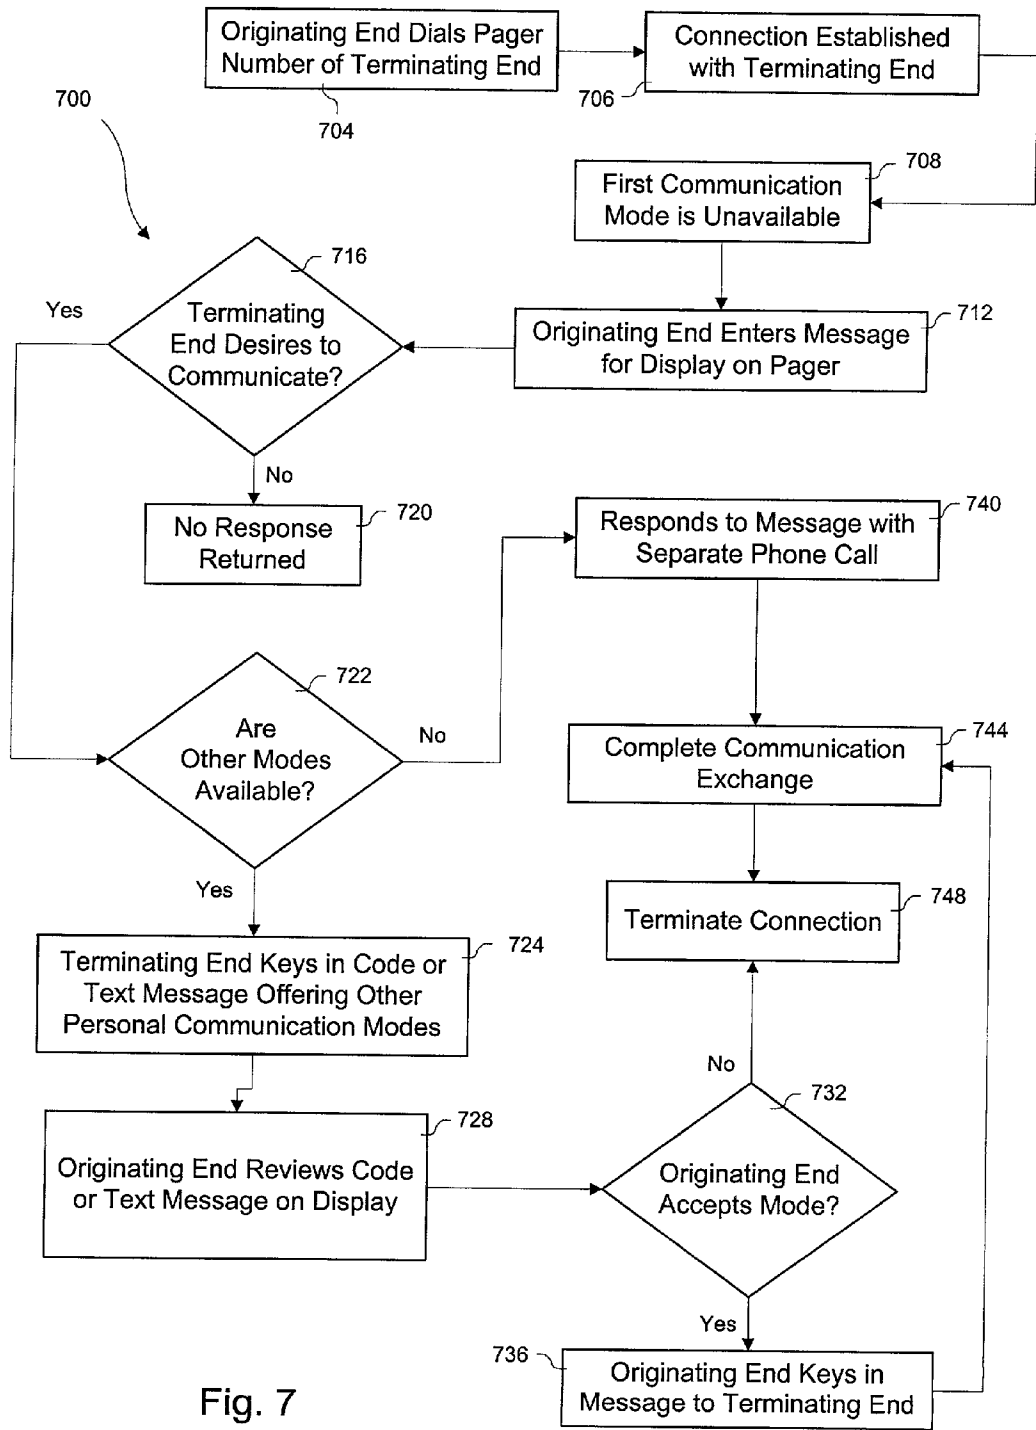 Originating End Dials Pager
Number of Terminating End
704
Connection Established
with Terminating End
706
700
708
First Communication
Mode is Unavailable
716
Terminating
End Desires to
Communicate?
Yes
712
Originating End Enters Message
for Display on Pager
No
720
No Response
Returned
740
Responds to Message with
Separate Phone Call
722
Are
Other Modes
Available?
No
744
Complete Communication
Exchange
Yes
748
Terminate Connection
724
Terminating End Keys in Code or
Text Message Offering Other
Personal Communication Modes
No
728
Originating End Reviews Code
or Text Message on Display
732
Originating End
Accepts Mode?
Yes
736
Originating End Keys in
Message to Terminating End
Fig. 7